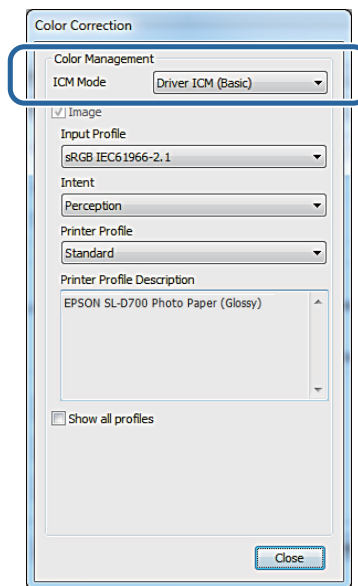 Color Correction
Color Management
ICM Mode Driver ICM (Basic)
Image
Input Profile
sRGB IEC61966-2.1
Intent
Perception
Printer Profile
Standard
Printer Profile Description
EPSON SL-D700 Photo Paper (Glossy)
Show all profiles
Close